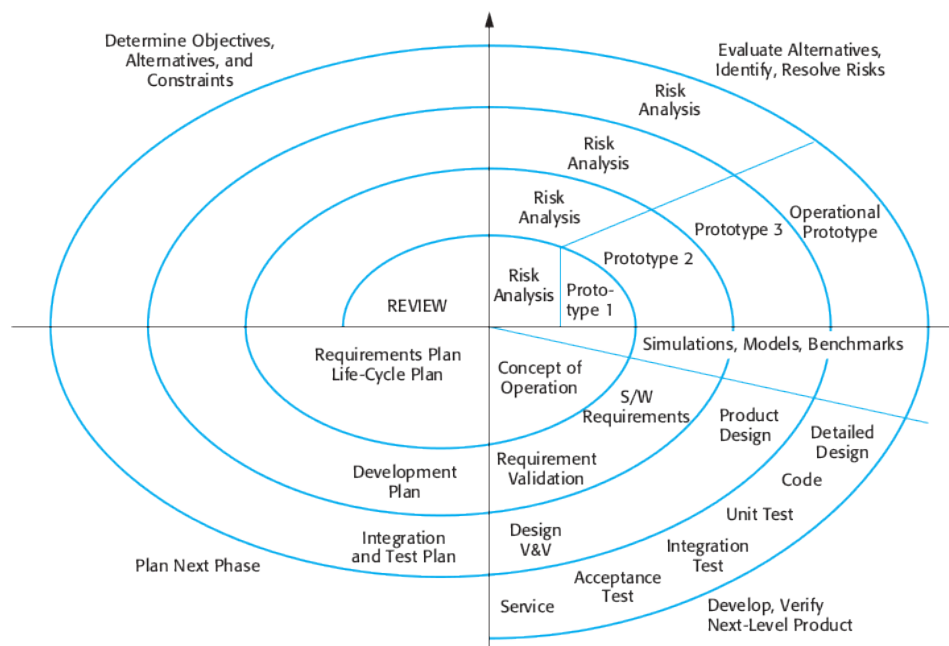 Determine Objectives,
Alternatives, and
Constraints
Evaluate Alternatives,
Identify, Resolve Risks
Risk
Analysis
Risk
Analysis
Risk
Analysis
Operational
Prototype
Prototype 3
Prototype 2
Risk
Analysis
Proto-
type 1
REVIEW
Simulations, Models, Benchmarks
Requirements Plan
Life-Cycle Plan
Concept of
Operation
S/W
Requirements
Product
Design
Detailed
Design
Development
Plan
Requirement
Validation
Code
Unit Test
Integration
and Test Plan
Design
V&V
Integration
Test
Plan Next Phase
Acceptance
Test
Service
Develop, Verify
Next-Level Product